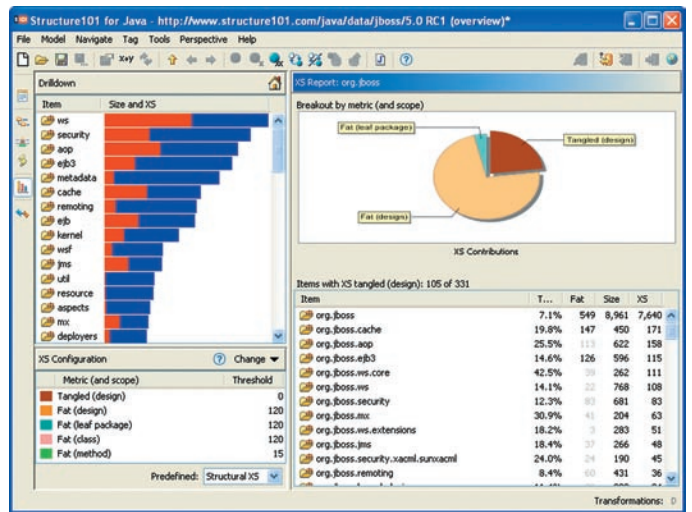 Structure101 for Java - http://www.structure101.com/java/data/jboss/5.0 RC1 (overview)*
File Model Navigate Tag Tools Perspective Help
x+y
Drilldown
Item Size and XS
ws
security
aop
ejb3
metadata
cache
remoting
ejb
kernel
wsf
jms
util
resource
aspects
mx
deployers
XS Configuration Change
Metric (and scope) Threshold
Tangled (design) 0
Fat (design) 120
Fat (leaf package) 120
Fat (class) 120
Fat (method) 15
Predefined: Structural XS
XS Report: org.jboss
Breakout by metric (and scope)
Fat (leaf package)
Tangled (design)
Fat (design)
XS Contributions
Items with XS tangled (design): 105 of 331
Item T... Fat Size XS
org.jboss 7.1% 549 8,961 7,640
org.jboss.cache 19.8% 147 450 171
org.jboss.aop 25.5% 113 622 158
org.jboss.ejb3 14.6% 126 596 115
org.jboss.ws.core 42.5% 39 262 111
org.jboss.ws 14.1% 22 768 108
org.jboss.security 12.3% 83 681 83
org.jboss.mx 30.9% 41 204 63
org.jboss.ws.extensions 18.2% 3 283 51
org.jboss.jms 18.4% 37 266 48
org.jboss.security.xacml.sunxacml 24.0% 24 190 45
org.jboss.remoting 8.4% 60 431 36
Transformations: 0